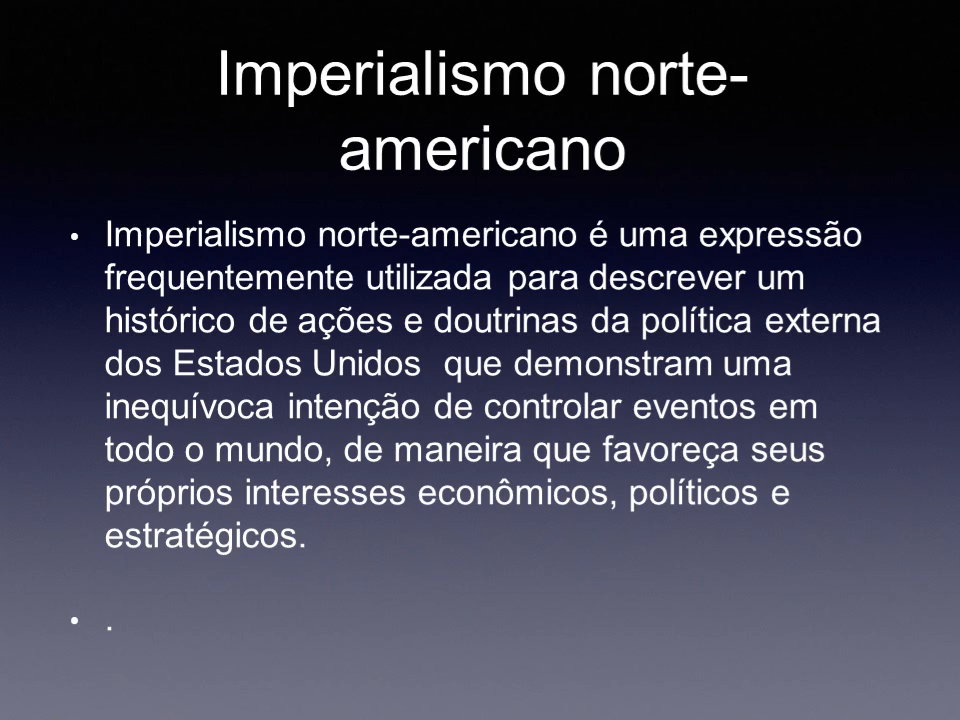 Imperialismo norte-
americano
• Imperialismo norte-americano é uma expressão
frequentemente utilizada para descrever um
histórico de ações e doutrinas da política externa
dos Estados Unidos  que demonstram uma
inequívoca intenção de controlar eventos em
todo o mundo, de maneira que favoreça seus
próprios interesses econômicos, políticos e
estratégicos.
• .